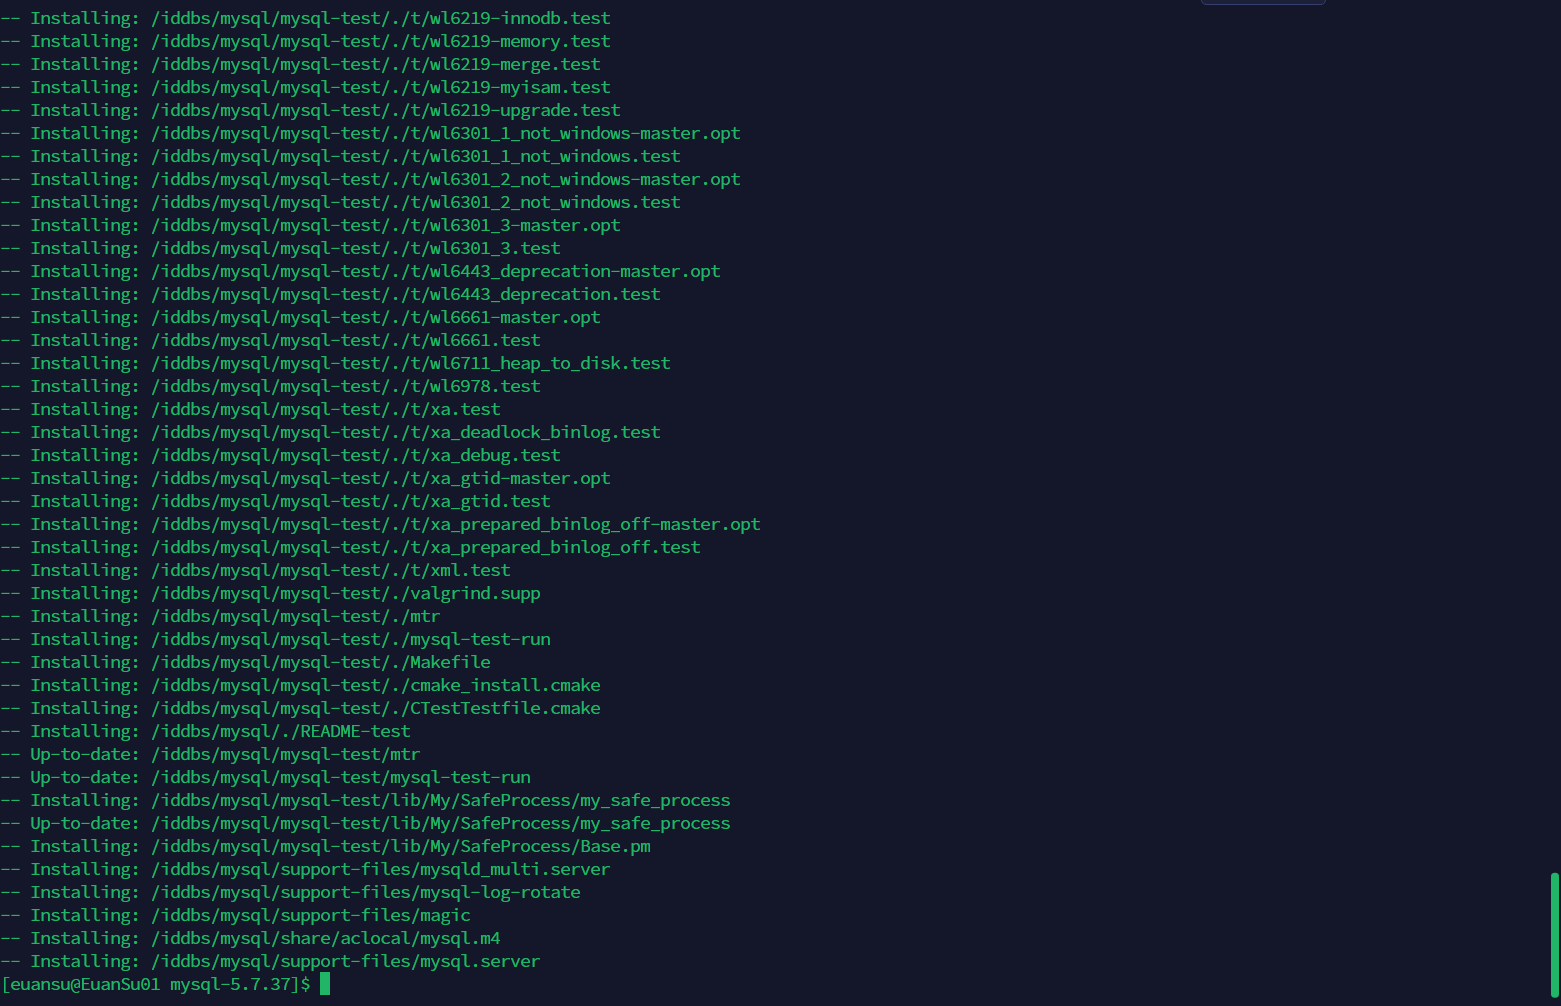 -- Installing: /iddbs/mysql/mysql-test/./t/wl6219-innodb.test
-- Installing: /iddbs/mysql/mysql-test/./t/wl6219-memory.test
-- Installing: /iddbs/mysql/mysql-test/./t/wl6219-merge.test
-- Installing: /iddbs/mysql/mysql-test/./t/wl6219-myisam.test
-- Installing: /iddbs/mysql/mysql-test/./t/wl6219-upgrade.test
-- Installing: /iddbs/mysql/mysql-test/./t/wl6301_1_not_windows-master.opt
-- Installing: /iddbs/mysql/mysql-test/./t/wl6301_1_not_windows.test
-- Installing: /iddbs/mysql/mysql-test/./t/wl6301_2_not_windows-master.opt
-- Installing: /iddbs/mysql/mysql-test/./t/wl6301_2_not_windows.test
-- Installing: /iddbs/mysql/mysql-test/./t/wl6301_3-master.opt
-- Installing: /iddbs/mysql/mysql-test/./t/wl6301_3.test
-- Installing: /iddbs/mysql/mysql-test/./t/wl6443_deprecation-master.opt
-- Installing: /iddbs/mysql/mysql-test/./t/wl6443_deprecation.test
-- Installing: /iddbs/mysql/mysql-test/./t/wl6661-master.opt
-- Installing: /iddbs/mysql/mysql-test/./t/wl6661.test
-- Installing: /iddbs/mysql/mysql-test/./t/wl6711_heap_to_disk.test
-- Installing: /iddbs/mysql/mysql-test/./t/wl6978.test
-- Installing: /iddbs/mysql/mysql-test/./t/xa.test
-- Installing: /iddbs/mysql/mysql-test/./t/xa_deadlock_binlog.test
-- Installing: /iddbs/mysql/mysql-test/./t/xa_debug.test
-- Installing: /iddbs/mysql/mysql-test/./t/xa_gtid-master.opt
-- Installing: /iddbs/mysql/mysql-test/./t/xa_gtid.test
-- Installing: /iddbs/mysql/mysql-test/./t/xa_prepared_binlog_off-master.opt
-- Installing: /iddbs/mysql/mysql-test/./t/xa_prepared_binlog_off.test
-- Installing: /iddbs/mysql/mysql-test/./t/xml.test
-- Installing: /iddbs/mysql/mysql-test/./valgrind.supp
-- Installing: /iddbs/mysql/mysql-test/./mtr
-- Installing: /iddbs/mysql/mysql-test/./mysql-test-run
-- Installing: /iddbs/mysql/mysql-test/./Makefile
-- Installing: /iddbs/mysql/mysql-test/./cmake_install.cmake
-- Installing: /iddbs/mysql/mysql-test/./CTestTestfile.cmake
-- Installing: /iddbs/mysql/./README-test
-- Up-to-date: /iddbs/mysql/mysql-test/mtr
-- Up-to-date: /iddbs/mysql/mysql-test/mysql-test-run
-- Installing: /iddbs/mysql/mysql-test/lib/My/SafeProcess/my_safe_process
-- Up-to-date: /iddbs/mysql/mysql-test/lib/My/SafeProcess/my_safe_process
-- Installing: /iddbs/mysql/mysql-test/lib/My/SafeProcess/Base.pm
-- Installing: /iddbs/mysql/support-files/mysqld_multi.server
-- Installing: /iddbs/mysql/support-files/mysql-log-rotate
-- Installing: /iddbs/mysql/support-files/magic
-- Installing: /iddbs/mysql/share/aclocal/mysql.m4
-- Installing: /iddbs/mysql/support-files/mysql.server
[euansu@EuanSu01 mysql-5.7.37]$